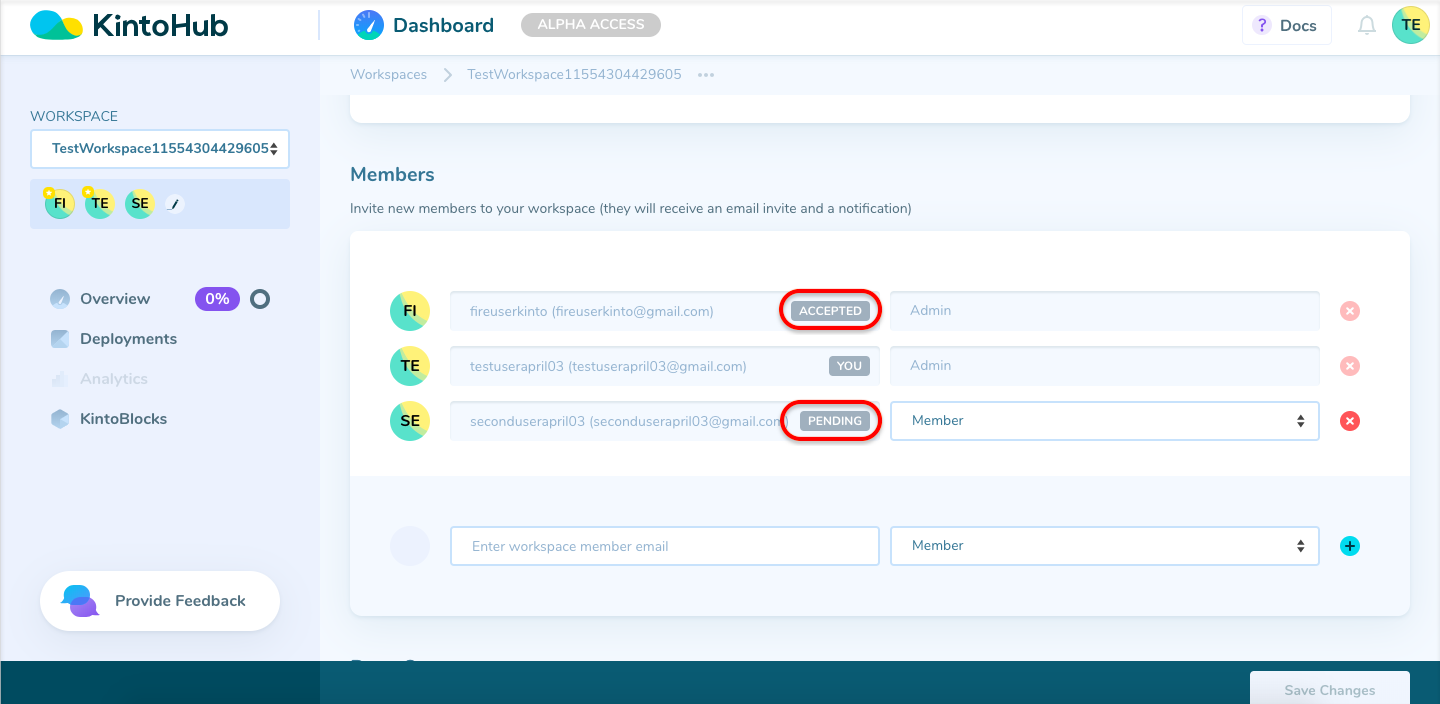 KintoHub
Dashboard
ALPHA ACCESS
? Docs
TE
Workspaces
TestWorkspace11554304429605
WORKSPACE
TestWorkspace11554304429605
FI TE SE
Overview 0%
Deployments
Analytics
KintoBlocks
Provide Feedback
Members
Invite new members to your workspace (they will receive an email invite and a notification)
FI fireuserkinto (fireuserkinto@gmail.com) ACCEPTED Admin
TE testuserapril03 (testuserapril03@gmail.com) YOU Admin
SE seconduserapril03 (seconduserapril03@gmail.com) PENDING Member
Enter workspace member email Member
Save Changes